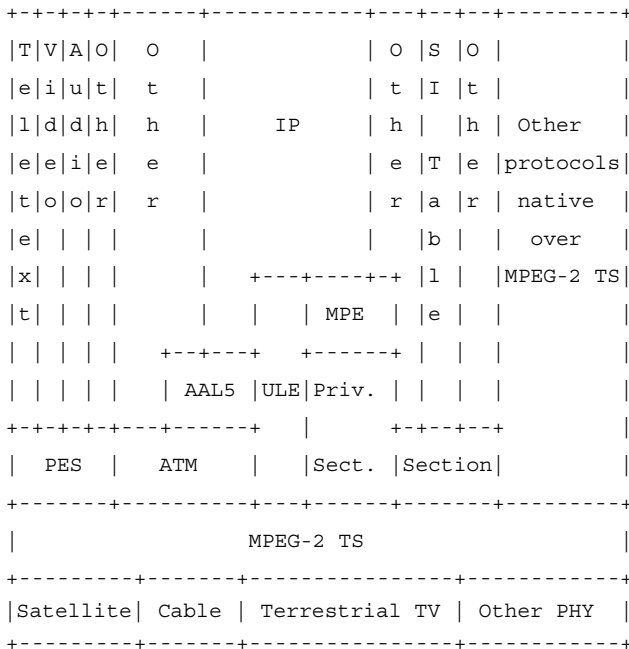 +-+-+-+-+------+------------+---+--+--+---------+
|T|V|A|O|  O   |            | O |S |O |         |
|e|i|u|t|  t   |            | t |I |t |         |
|l|d|d|h|  h   |     IP     | h |  |h | Other   |
|e|e|i|e|  e   |            | e |T |e |protocols|
|t|o|o|r|  r   |            | r |a |r | native  |
|e| | | |      |            |   |b |  |  over   |
|x| | | |      |   +---+----+-+ |l |  |MPEG-2 TS|
|t| | | |      |   |   | MPE  | |e |  |         |
| | | | |   +--+---+   +------+ |  |  |         |
| | | | |   | AAL5 |ULE|Priv. | |  |  |         |
+-+-+-+-+---+------+   |      +-+--+--+         |
|  PES  |   ATM    |   |Sect. |Section|         |
+-------+----------+---+------+-------+---------+
|                MPEG-2 TS                      |
+---------+-------+----------------+------------+
|Satellite| Cable | Terrestrial TV | Other PHY  |
+---------+-------+----------------+------------+